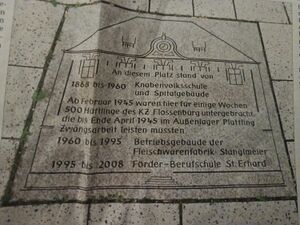 An diesem Platz stand von
1868 bis 1960 Knabenvolksschule
und Spitalgebäude
Ab Februar 1945 waren hier für einige Wochen
500 Häftlinge des KZ Flossenbürg untergebracht,
die bis Ende April 1945 im Außenlager Plattling
Zwangsarbeit leisten mussten
1960 bis 1995 Betriebsgebäude der
Fleischwarenfabrik Stanglmeier
1995 bis 2008 Förder-Berufschule St. Erhard